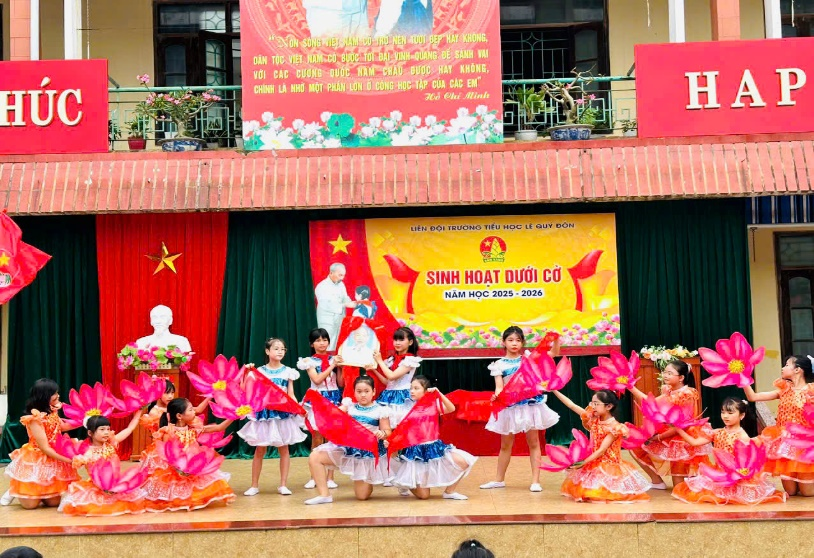 "NON SÔNG VIỆT NAM CÓ TRỞ NÊN TƯƠI ĐẸP HAY KHÔNG,
DÂN TỘC VIỆT NAM CÓ BƯỚC TỚI ĐÀI VINH QUANG ĐỂ SÁNH VAI
VỚI CÁC CƯỜNG QUỐC NĂM CHÂU ĐƯỢC HAY KHÔNG,
CHÍNH LÀ NHỜ MỘT PHẦN LỚN Ở CÔNG HỌC TẬP CỦA CÁC EM"
Hồ Chí Minh
HÚC
HẠP
LIÊN ĐỘI TRƯỜNG TIỂU HỌC LÊ QUÝ ĐÔN
SINH HOẠT DƯỚI CỜ
NĂM HỌC 2025 - 2026